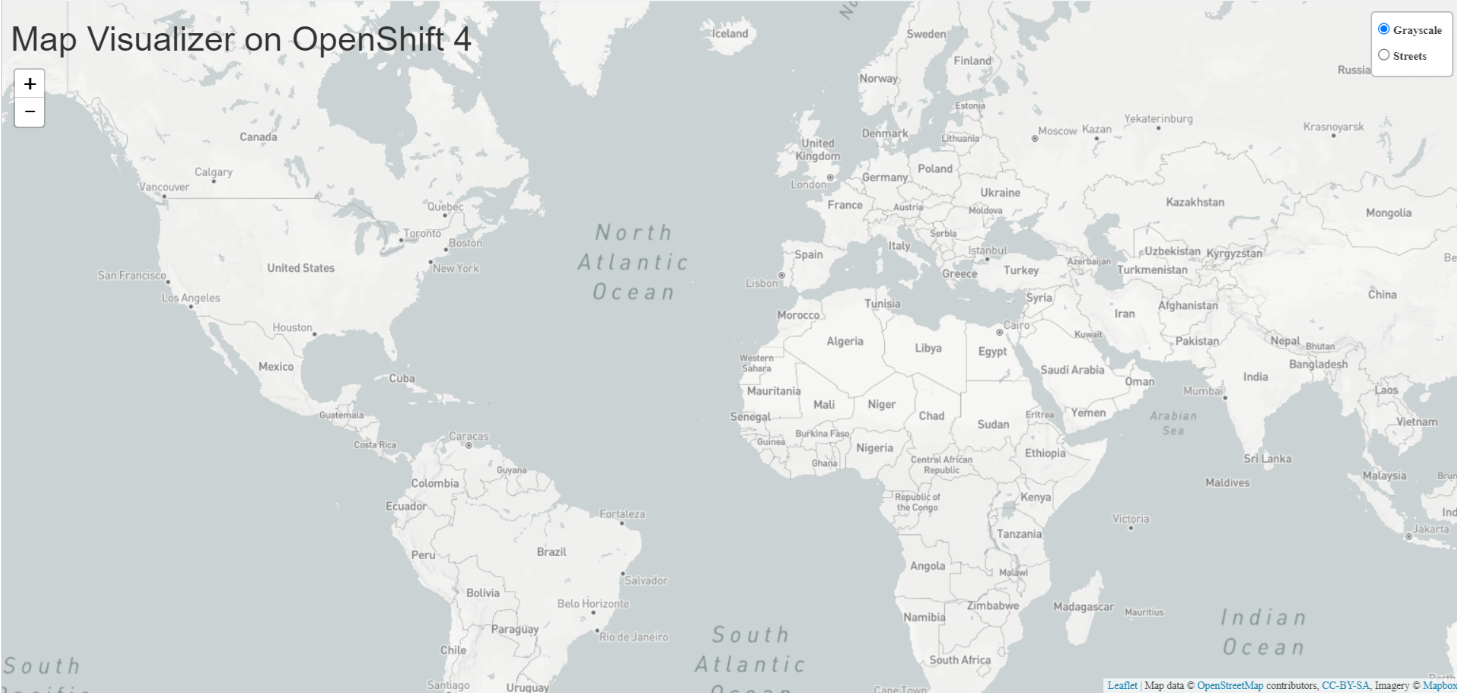 Map Visualizer on OpenShift 4
+
−
Grayscale
Streets
Iceland
Sweden
Finland
Norway
Russia
Estonia
Denmark
Lithuania
Moscow
Kazan
Yekaterinburg
Krasnoyarsk
Canada
United
Kingdom
London
Germany
Poland
Ukraine
Calgary
Vancouver
Quebec
Toronto
Boston
New York
France
Austria
Moldova
Serbia
Kazakhstan
Mongolia
North
Atlantic
Ocean
San Francisco
Los Angeles
United States
Houston
Spain
Lisbon
Italy
Istanbul
Greece
Turkey
Azerbaijan
Uzbekistan
Kyrgyzstan
Turkmenistan
Be
China
Tunisia
Syria
Morocco
Cairo
Iran
Afghanistan
Kuwait
Pakistan
Nepal
Bhutan
Bangladesh
Algeria
Libya
Egypt
Western
Sahara
Saudi Arabia
Oman
Mumbai
India
Laos
Mexico
Cuba
Mauritania
Mali
Niger
Chad
Sudan
Eritrea
Yemen
Arabian
Sea
Vietnam
Guatemala
Costa Rica
Caracas
Guyana
Senegal
Guinea
Burkina Faso
Ghana
Nigeria
Central African
Republic
Ethiopia
Sri Lanka
Maldives
Malaysia
Brun
Colombia
Ecuador
Fortaleza
Republic of
the Congo
Kenya
Victoria
Ind
Jakarta
Tanzania
Peru
Brazil
Salvador
Angola
Malawi
Bolivia
Belo Horizonte
Zimbabwe
Madagascar
Mauritius
Namibia
Paraguay
Rio de Janeiro
Indian
Ocean
South
Atlantic
Ocean
Chile
South Africa
South
Pacific
Santiago
Uruguay
Cape Town
Leaflet | Map data © OpenStreetMap contributors, CC-BY-SA, Imagery © Mapbox